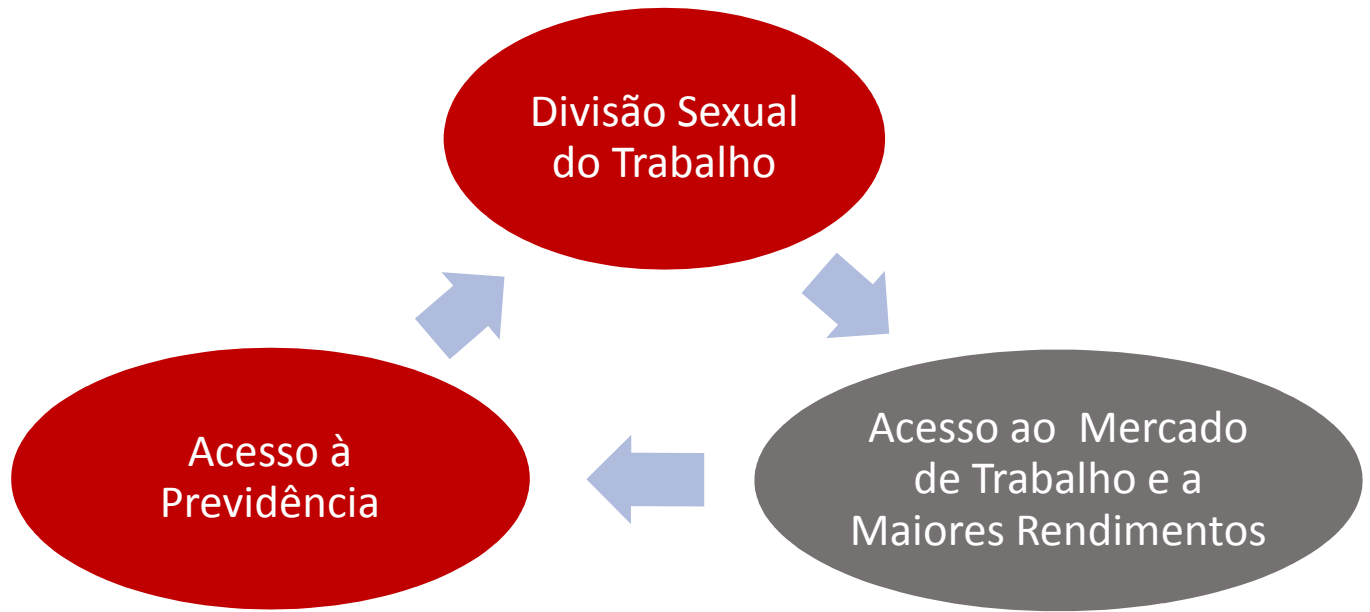 Divisão Sexual
do Trabalho
Acesso à
Previdência
Acesso ao  Mercado
de Trabalho e a
Maiores Rendimentos